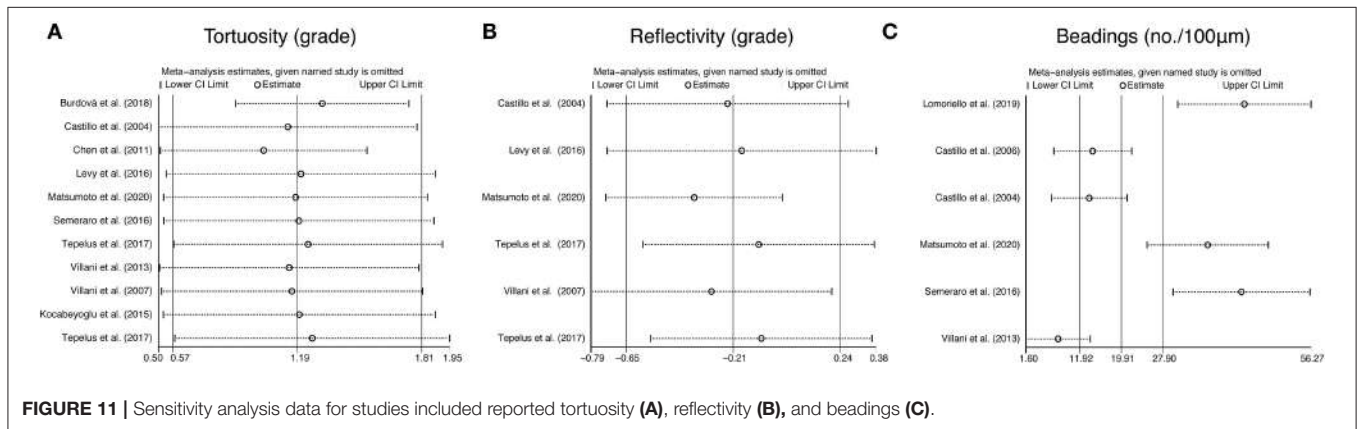 A
Tortuosity (grade)
Meta-analysis estimates, given named study is omitted
Lower CI Limit
Estimate
Upper CI Limit
Burdová et al. (2018)
Castillo et al. (2004)
Chen et al. (2011)
Levy et al. (2016)
Matsumoto et al. (2020)
Semeraro et al. (2016)
Tepelus et al. (2017)
Villani et al. (2013)
Villani et al. (2007)
Kocabeyoglu et al. (2015)
Tepelus et al. (2017)
0.50 0.57 1.19 1.81 1.95
B
Reflectivity (grade)
Meta-analysis estimates, given named study is omitted
Lower CI Limit
Estimate
Upper CI Limit
Castillo et al. (2004)
Levy et al. (2016)
Matsumoto et al. (2020)
Tepelus et al. (2017)
Villani et al. (2007)
Tepelus et al. (2017)
-0.79 -0.65 -0.21 0.24 0.38
C
Beadings (no./100µm)
Meta-analysis estimates, given named study is omitted
Lower CI Limit
Estimate
Upper CI Limit
Lomoriello et al. (2019)
Castillo et al. (2006)
Castillo et al. (2004)
Matsumoto et al. (2020)
Semeraro et al. (2016)
Villani et al. (2013)
1.60 11.92 19.91 27.90 56.27
FIGURE 11 | Sensitivity analysis data for studies included reported tortuosity (A), reflectivity (B), and beadings (C).